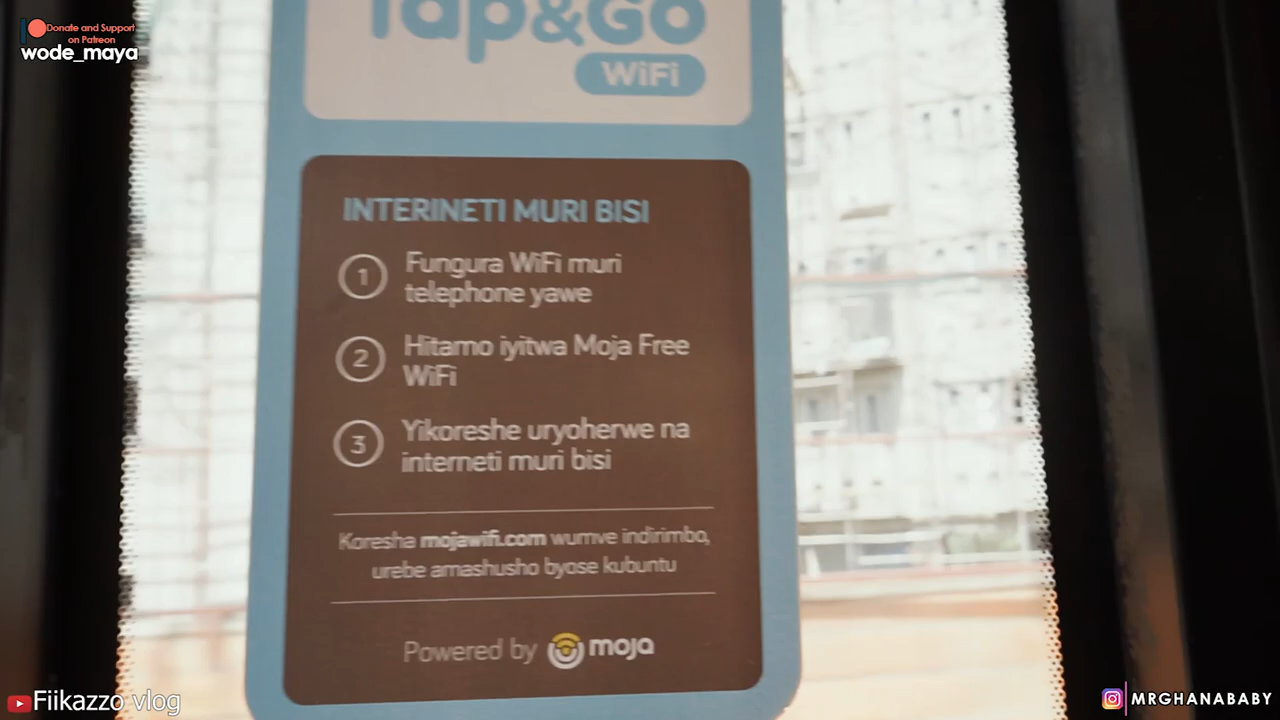 Donate and Support
on Patreon
wode_maya
Tap&Go
WiFi
INTERINETI MURI BISI
1 Fungura WiFi muri
telephone yawe
2 Hitamo iyitwa Moja Free
WiFi
3 Yikoreshe uryoherwe na
interneti muri bisi
Koresha mojawifi.com wumve indirimbo,
urebe amashusho byose kubuntu
Powered by moja
Fiikazzo vlog
MRGHANABABY